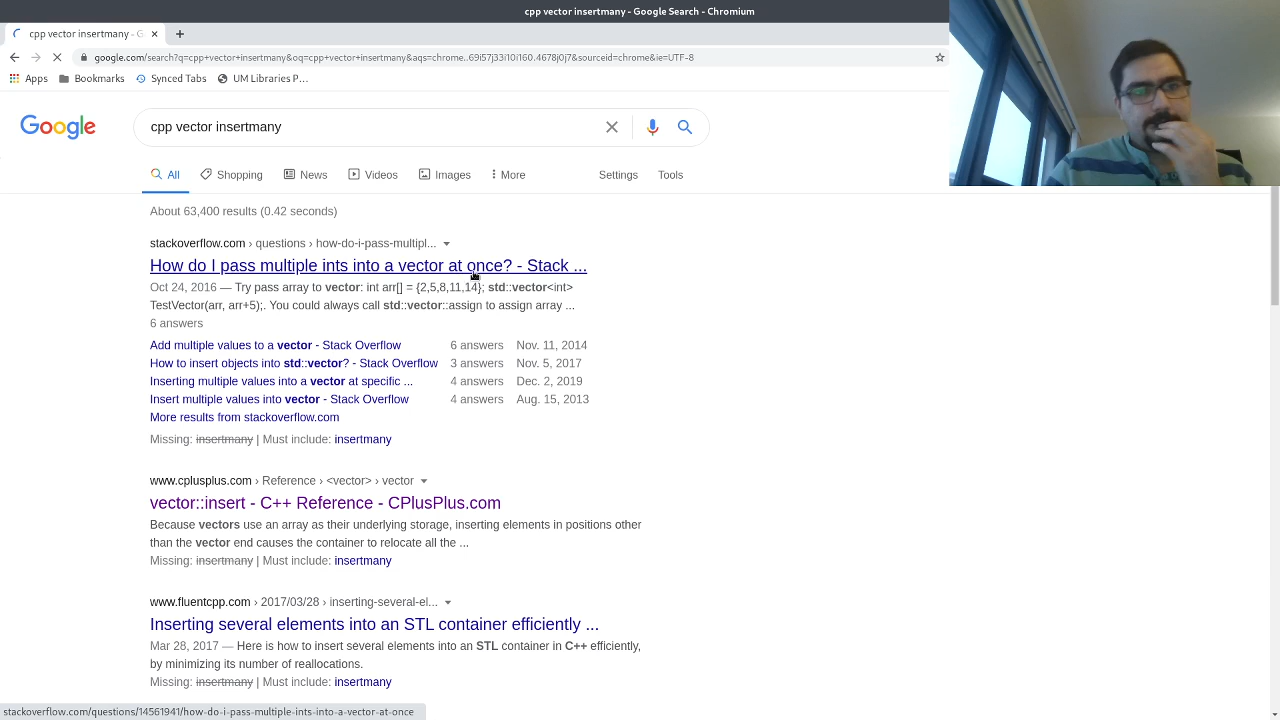 cpp vector insertmany - Google Search - Chromium
cpp vector insertmany - G
google.com/search?q=cpp+vector+insertmany&oq=cpp+vector+insertmany&aqs=chrome..69i57j33i10i160.4678j0j7&sourceid=chrome&ie=UTF-8
Apps Bookmarks Synced Tabs UM Libraries P...
Google cpp vector insertmany
All Shopping News Videos Images More Settings Tools
About 63,400 results (0.42 seconds)
stackoverflow.com › questions › how-do-i-pass-multipl...
How do I pass multiple ints into a vector at once? - Stack ...
Oct 24, 2016 — Try pass array to vector: int arr[] = {2,5,8,11,14}; std::vector<int>
TestVector(arr, arr+5);. You could always call std::vector::assign to assign array ...
6 answers
Add multiple values to a vector - Stack Overflow 6 answers Nov. 11, 2014
How to insert objects into std::vector? - Stack Overflow 3 answers Nov. 5, 2017
Inserting multiple values into a vector at specific ... 4 answers Dec. 2, 2019
Insert multiple values into vector - Stack Overflow 4 answers Aug. 15, 2013
More results from stackoverflow.com
Missing: insertmany | Must include: insertmany
www.cplusplus.com › Reference › <vector> › vector
vector::insert - C++ Reference - CPlusPlus.com
Because vectors use an array as their underlying storage, inserting elements in positions other
than the vector end causes the container to relocate all the ...
Missing: insertmany | Must include: insertmany
www.fluentcpp.com › 2017/03/28 › inserting-several-el...
Inserting several elements into an STL container efficiently ...
Mar 28, 2017 — Here is how to insert several elements into an STL container in C++ efficiently,
by minimizing its number of reallocations.
Missing: insertmany | Must include: insertmany
stackoverflow.com/questions/14561941/how-do-i-pass-multiple-ints-into-a-vector-at-once